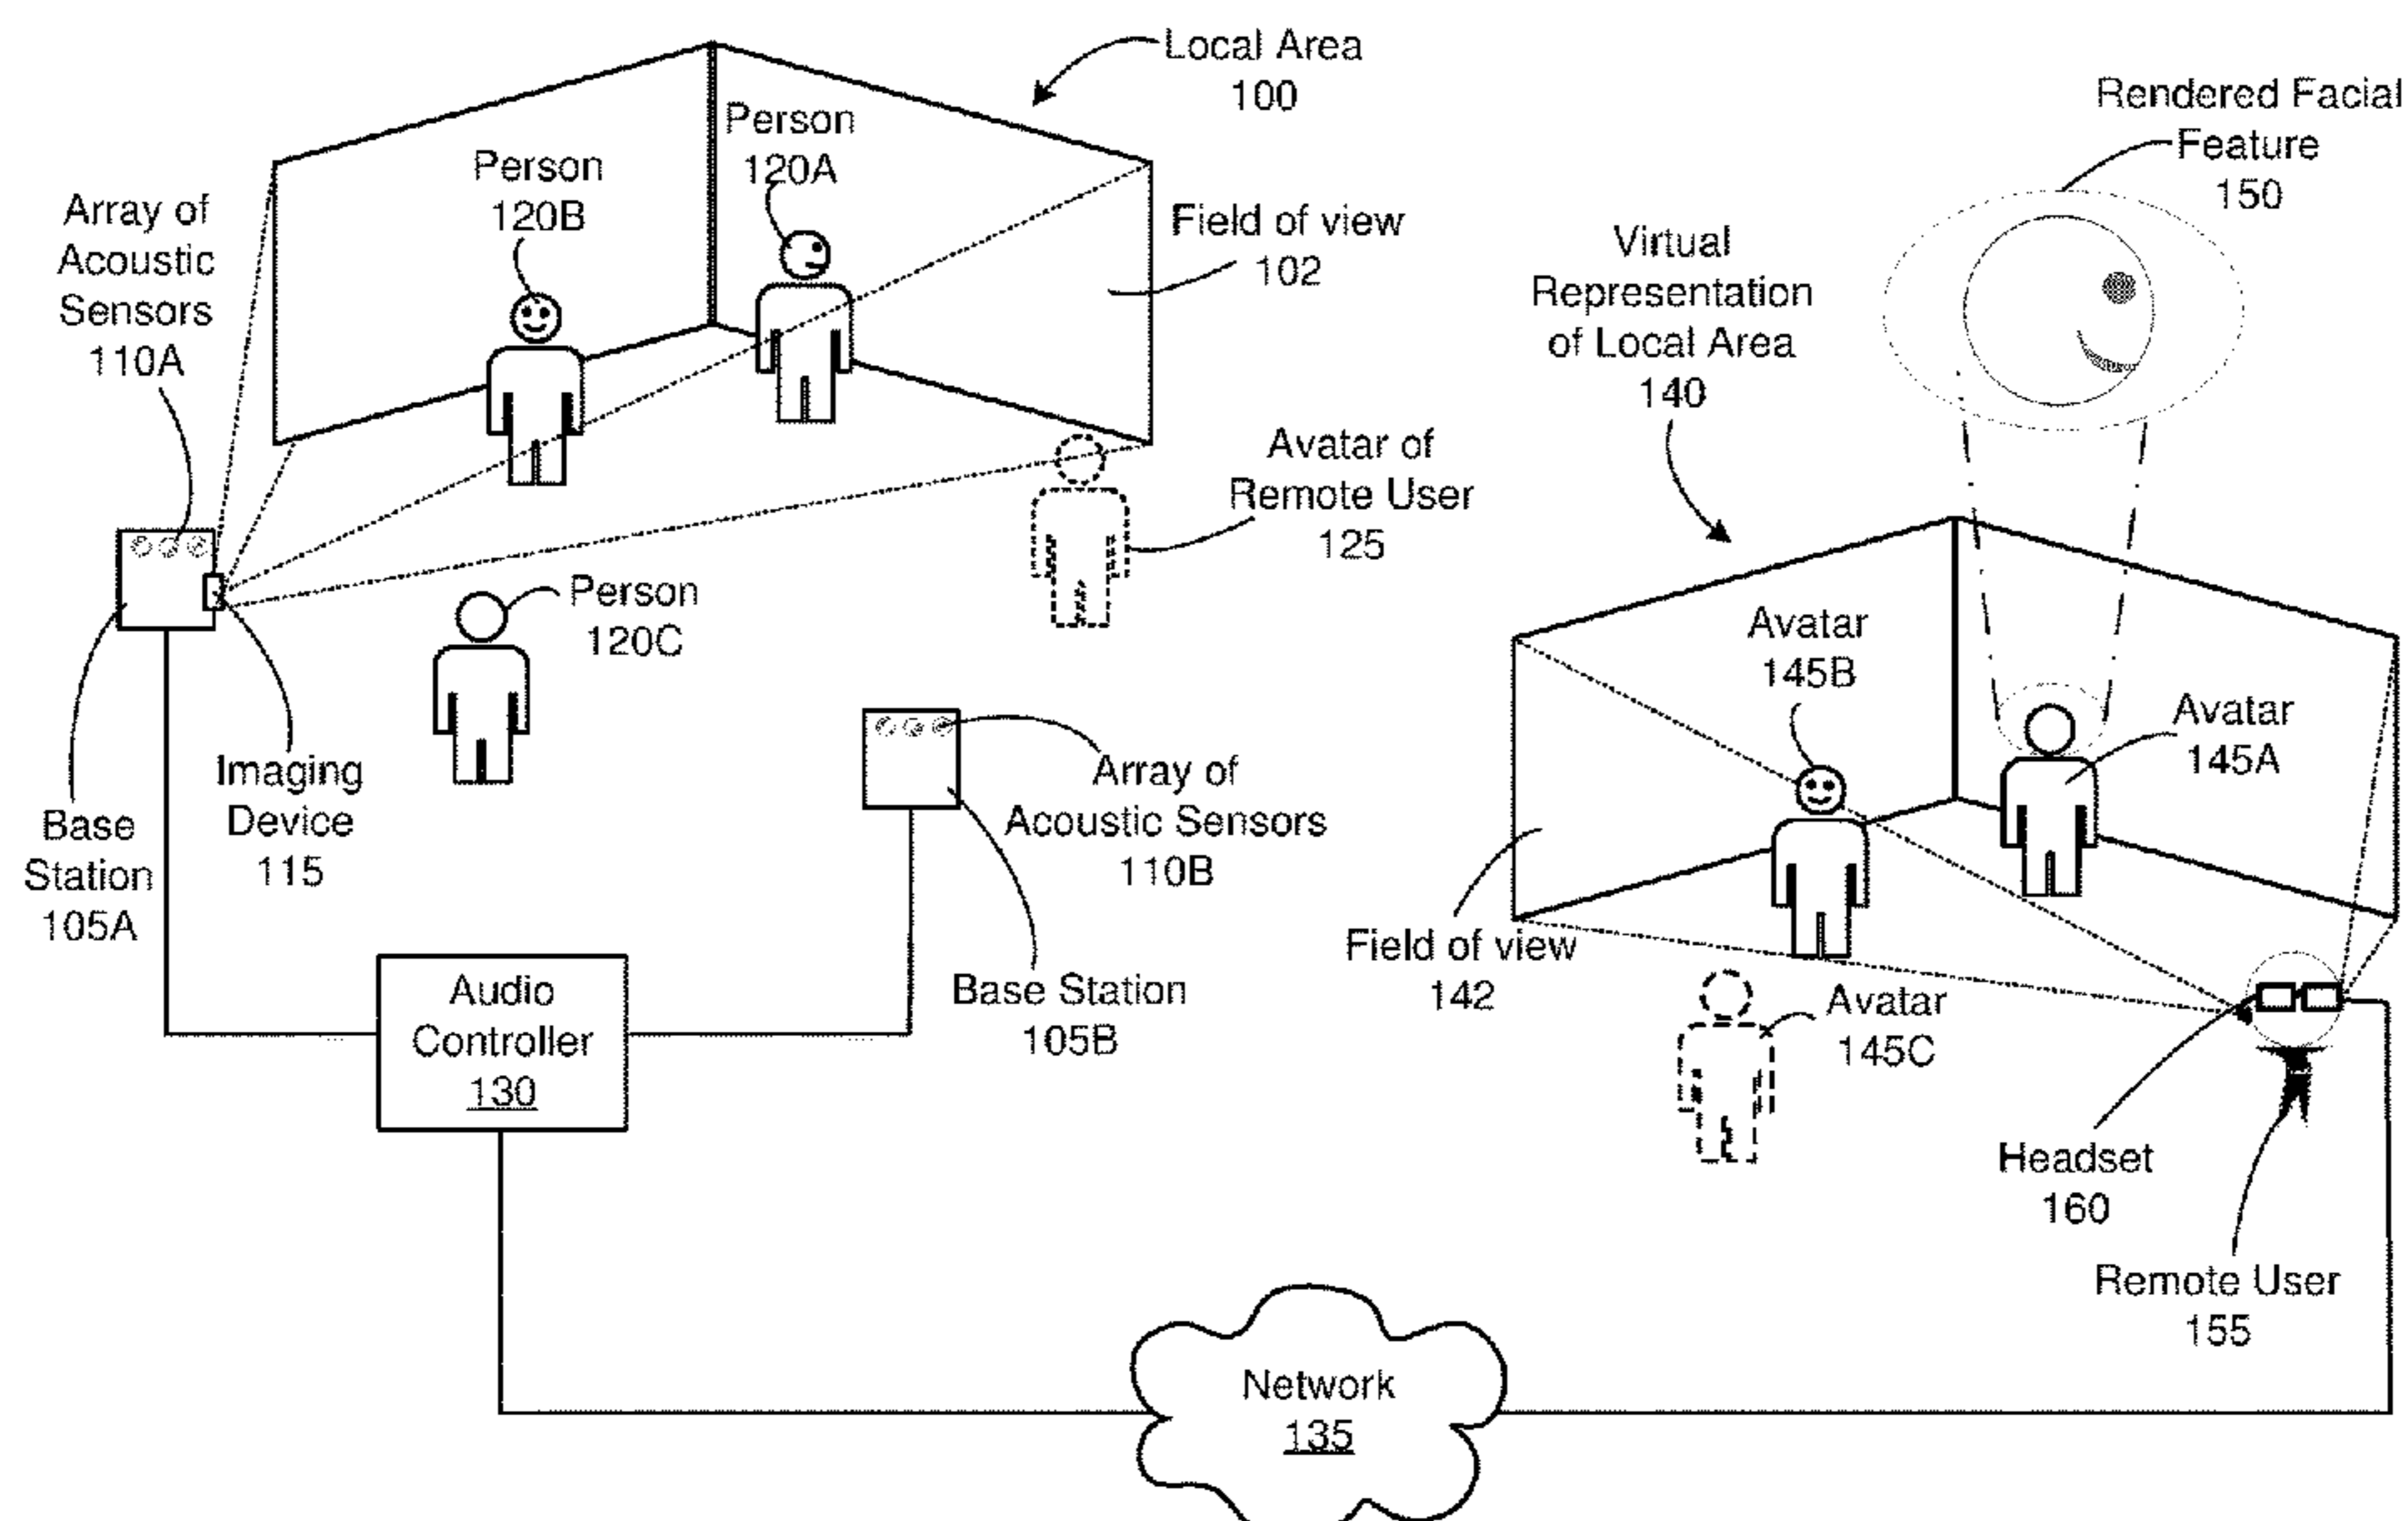 Local Area
100
Rendered Facial
Feature
150
Person
120A
Person
120B
Array of
Acoustic
Sensors
110A
Field of view
102
Virtual
Representation
of Local Area
140
Avatar of
Remote User
125
Person
120C
Avatar
145B
Avatar
145A
Imaging
Device
115
Base
Station
105A
Array of
Acoustic Sensors
110B
Field of view
142
Base Station
105B
Avatar
145C
Audio
Controller
130
Headset
160
Remote User
155
Network
135